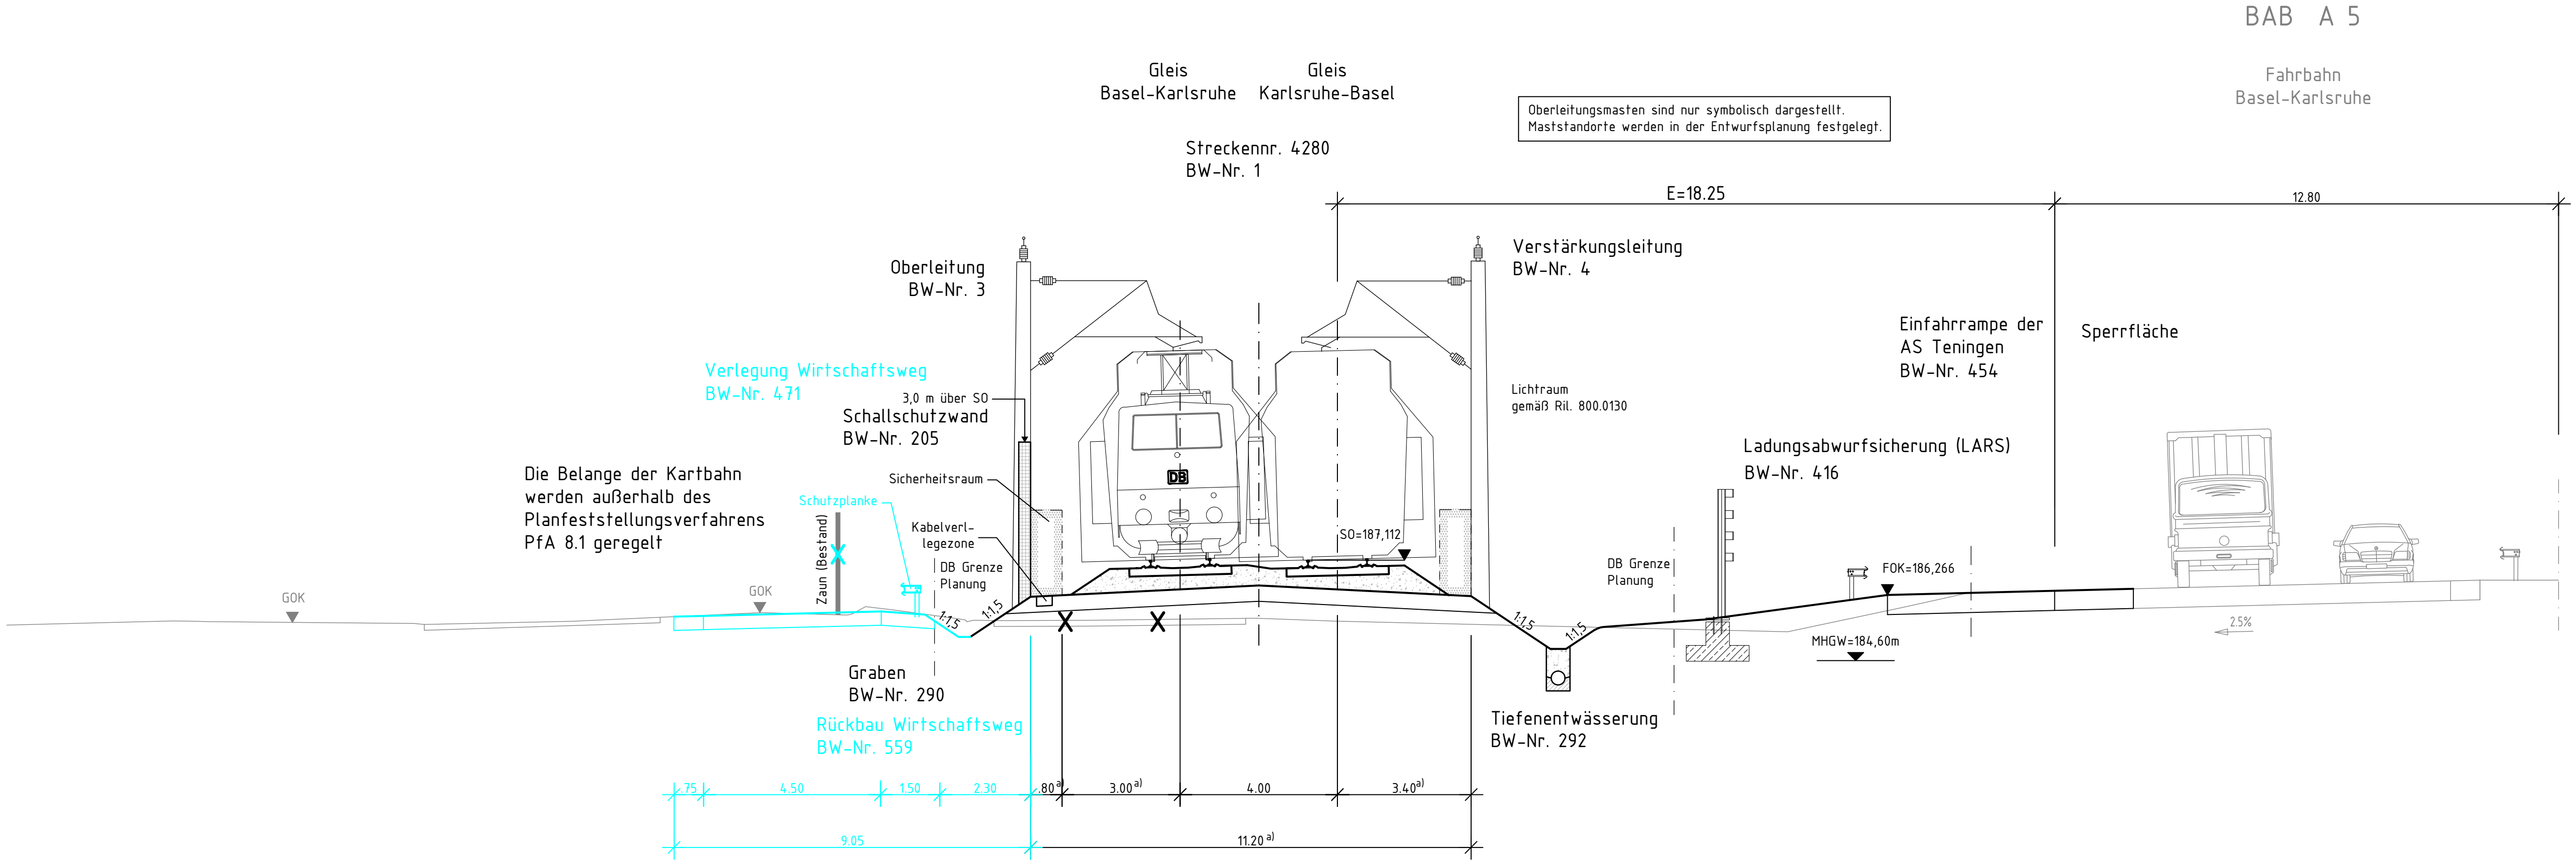 BAB A 5
Fahrbahn
Basel-Karlsruhe
Gleis
Basel-Karlsruhe
Gleis
Karlsruhe-Basel
Oberleitungsmasten sind nur symbolisch dargestellt.
Maststandorte werden in der Entwurfsplanung festgelegt.
Streckennr. 4280
BW-Nr. 1
E=18.25
12.80
Oberleitung
BW-Nr. 3
Verstärkungsleitung
BW-Nr. 4
Einfahrrampe der
AS Teningen
BW-Nr. 454
Sperrfläche
Verlegung Wirtschaftsweg
BW-Nr. 471
3,0 m über SO
Schallschutzwand
BW-Nr. 205
Lichtraum
gemäß Ril. 800.0130
Ladungsabwurfsicherung (LARS)
BW-Nr. 416
Die Belange der Kartbahn
werden außerhalb des
Planfeststellungsverfahrens
PfA 8.1 geregelt
Sicherheitsraum
Schutzplanke
Zaun (Bestand)
Kabelverl-
legezone
DB
SO=187,112
DB Grenze
Planung
DB Grenze
Planung
FOK=186,266
GOK
GOK
1:1,5
1:1,5
1:1,5
1:1,5
MHGW=184,60m
2.5%
Graben
BW-Nr. 290
Rückbau Wirtschaftsweg
BW-Nr. 559
Tiefenentwässerung
BW-Nr. 292
.75
4.50
1.50
2.30
.80 a)
3.00 a)
4.00
3.40 a)
9.05
11.20 a)